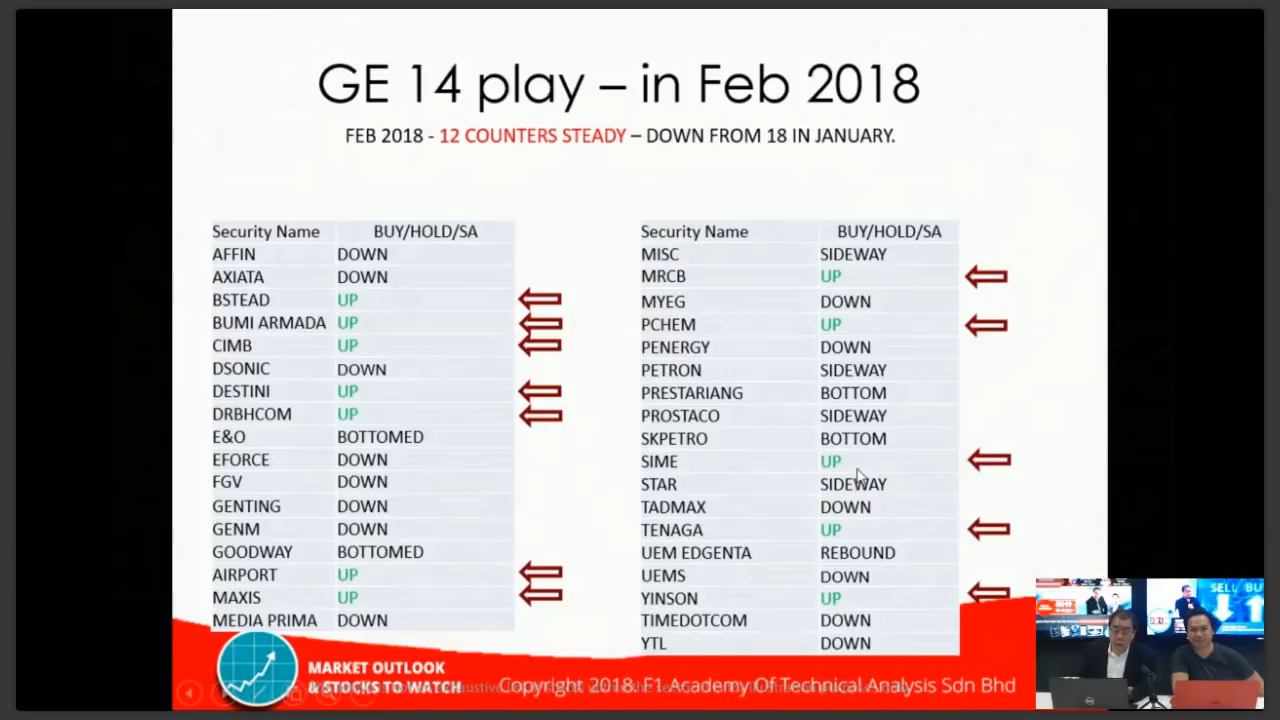 GE 14 play – in Feb 2018
FEB 2018 - 12 COUNTERS STEADY – DOWN FROM 18 IN JANUARY.
Security Name BUY/HOLD/SA
AFFIN DOWN
AXIATA DOWN
BSTEAD UP
BUMI ARMADA UP
CIMB UP
DSONIC DOWN
DESTINI UP
DRBHCOM UP
E&O BOTTOMED
EFORCE DOWN
FGV DOWN
GENTING DOWN
GENM DOWN
GOODWAY BOTTOMED
AIRPORT UP
MAXIS UP
MEDIA PRIMA DOWN
Security Name BUY/HOLD/SA
MISC SIDEWAY
MRCB UP
MYEG DOWN
PCHEM UP
PENERGY DOWN
PETRON SIDEWAY
PRESTARIANG BOTTOM
PROSTACO SIDEWAY
SKPETRO BOTTOM
SIME UP
STAR SIDEWAY
TADMAX DOWN
TENAGA UP
UEM EDGENTA REBOUND
UEMS DOWN
YINSON UP
TIMEDOTCOM DOWN
YTL DOWN
MARKET OUTLOOK
& STOCKS TO WATCH
Copyright 2018. F1 Academy Of Technical Analysis Sdn Bhd
SELL BU